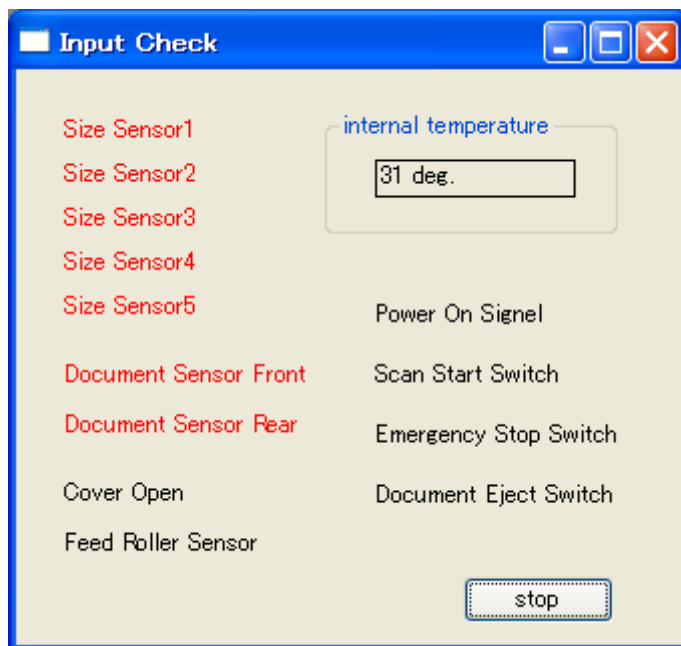 Input Check
Size Sensor1
Size Sensor2
Size Sensor3
Size Sensor4
Size Sensor5
Document Sensor Front
Document Sensor Rear
Cover Open
Feed Roller Sensor
internal temperature
31 deg.
Power On Signel
Scan Start Switch
Emergency Stop Switch
Document Eject Switch
stop